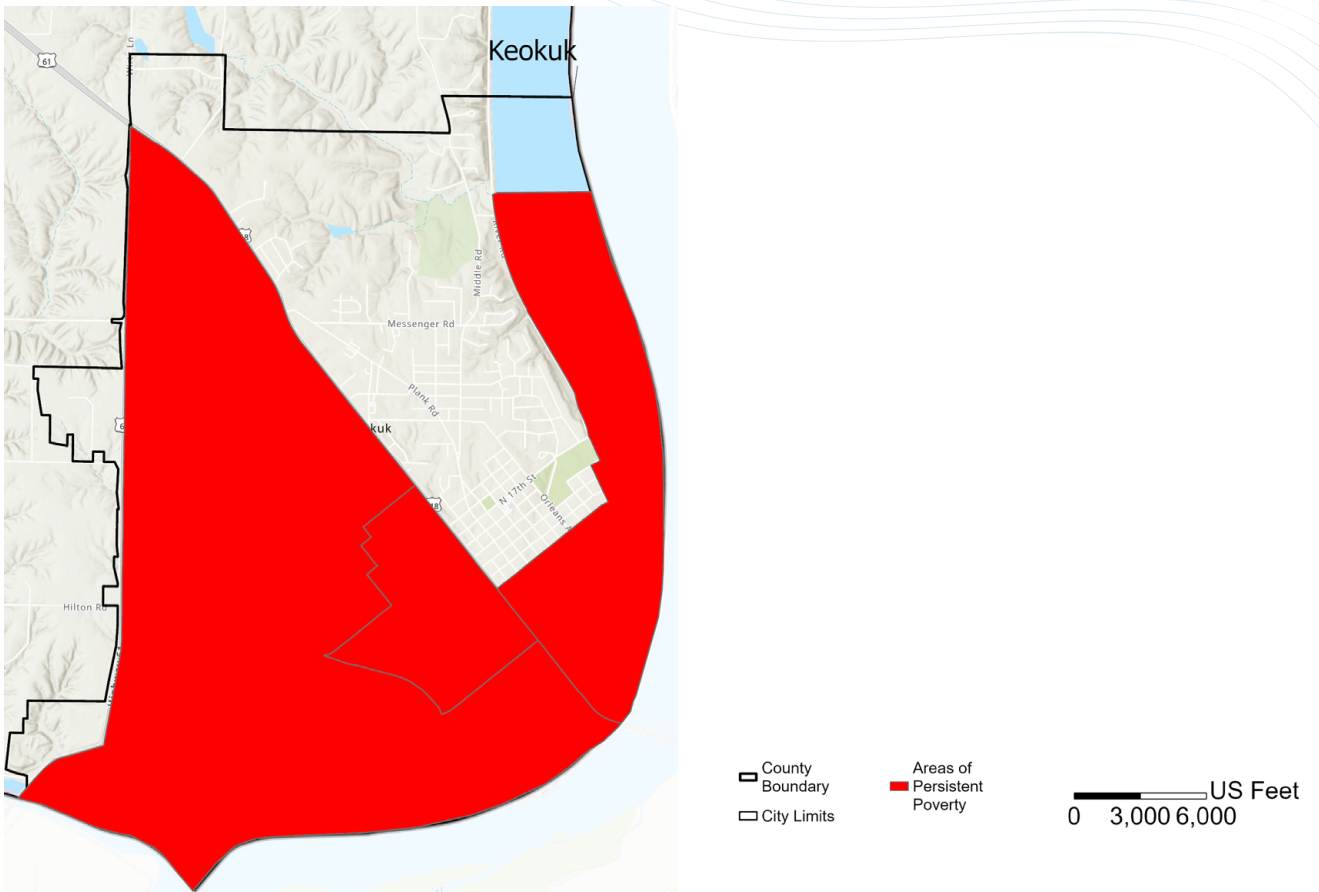 Keokuk
61
Ln
Middle Rd
Messenger Rd
Plank Rd
kuk
N 17th St
Orleans A
Hilton Rd
County
Boundary
City Limits
Areas of
Persistent
Poverty
US Feet
0 3,000 6,000